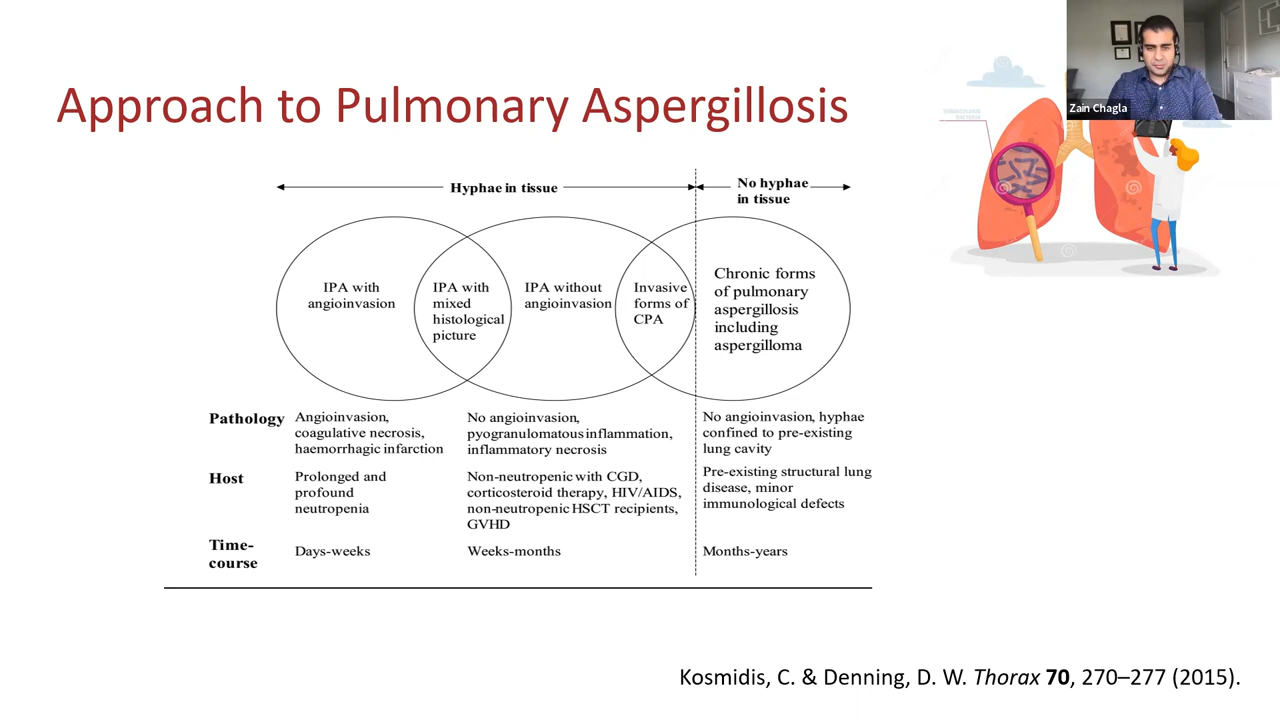 Approach to Pulmonary Aspergillosis
Zain Chagla
Hyphae in tissue
No hyphae
in tissue
IPA with
angioinvasion
IPA with
mixed
histological
picture
IPA without
angioinvasion
Invasive
forms of
CPA
Chronic forms
of pulmonary
aspergillosis
including
aspergilloma
Pathology
Angioinvasion,
coagulative necrosis,
haemorrhagic infarction
No angioinvasion,
pyogranulomatous inflammation,
inflammatory necrosis
No angioinvasion, hyphae
confined to pre-existing
lung cavity
Host
Prolonged and
profound
neutropenia
Non-neutropenic with CGD,
corticosteroid therapy, HIV/AIDS,
non-neutropenic HSCT recipients,
GVHD
Pre-existing structural lung
disease, minor
immunological defects
Time-
course
Days-weeks
Weeks-months
Months-years
Kosmidis, C. & Denning, D. W. Thorax 70, 270–277 (2015).